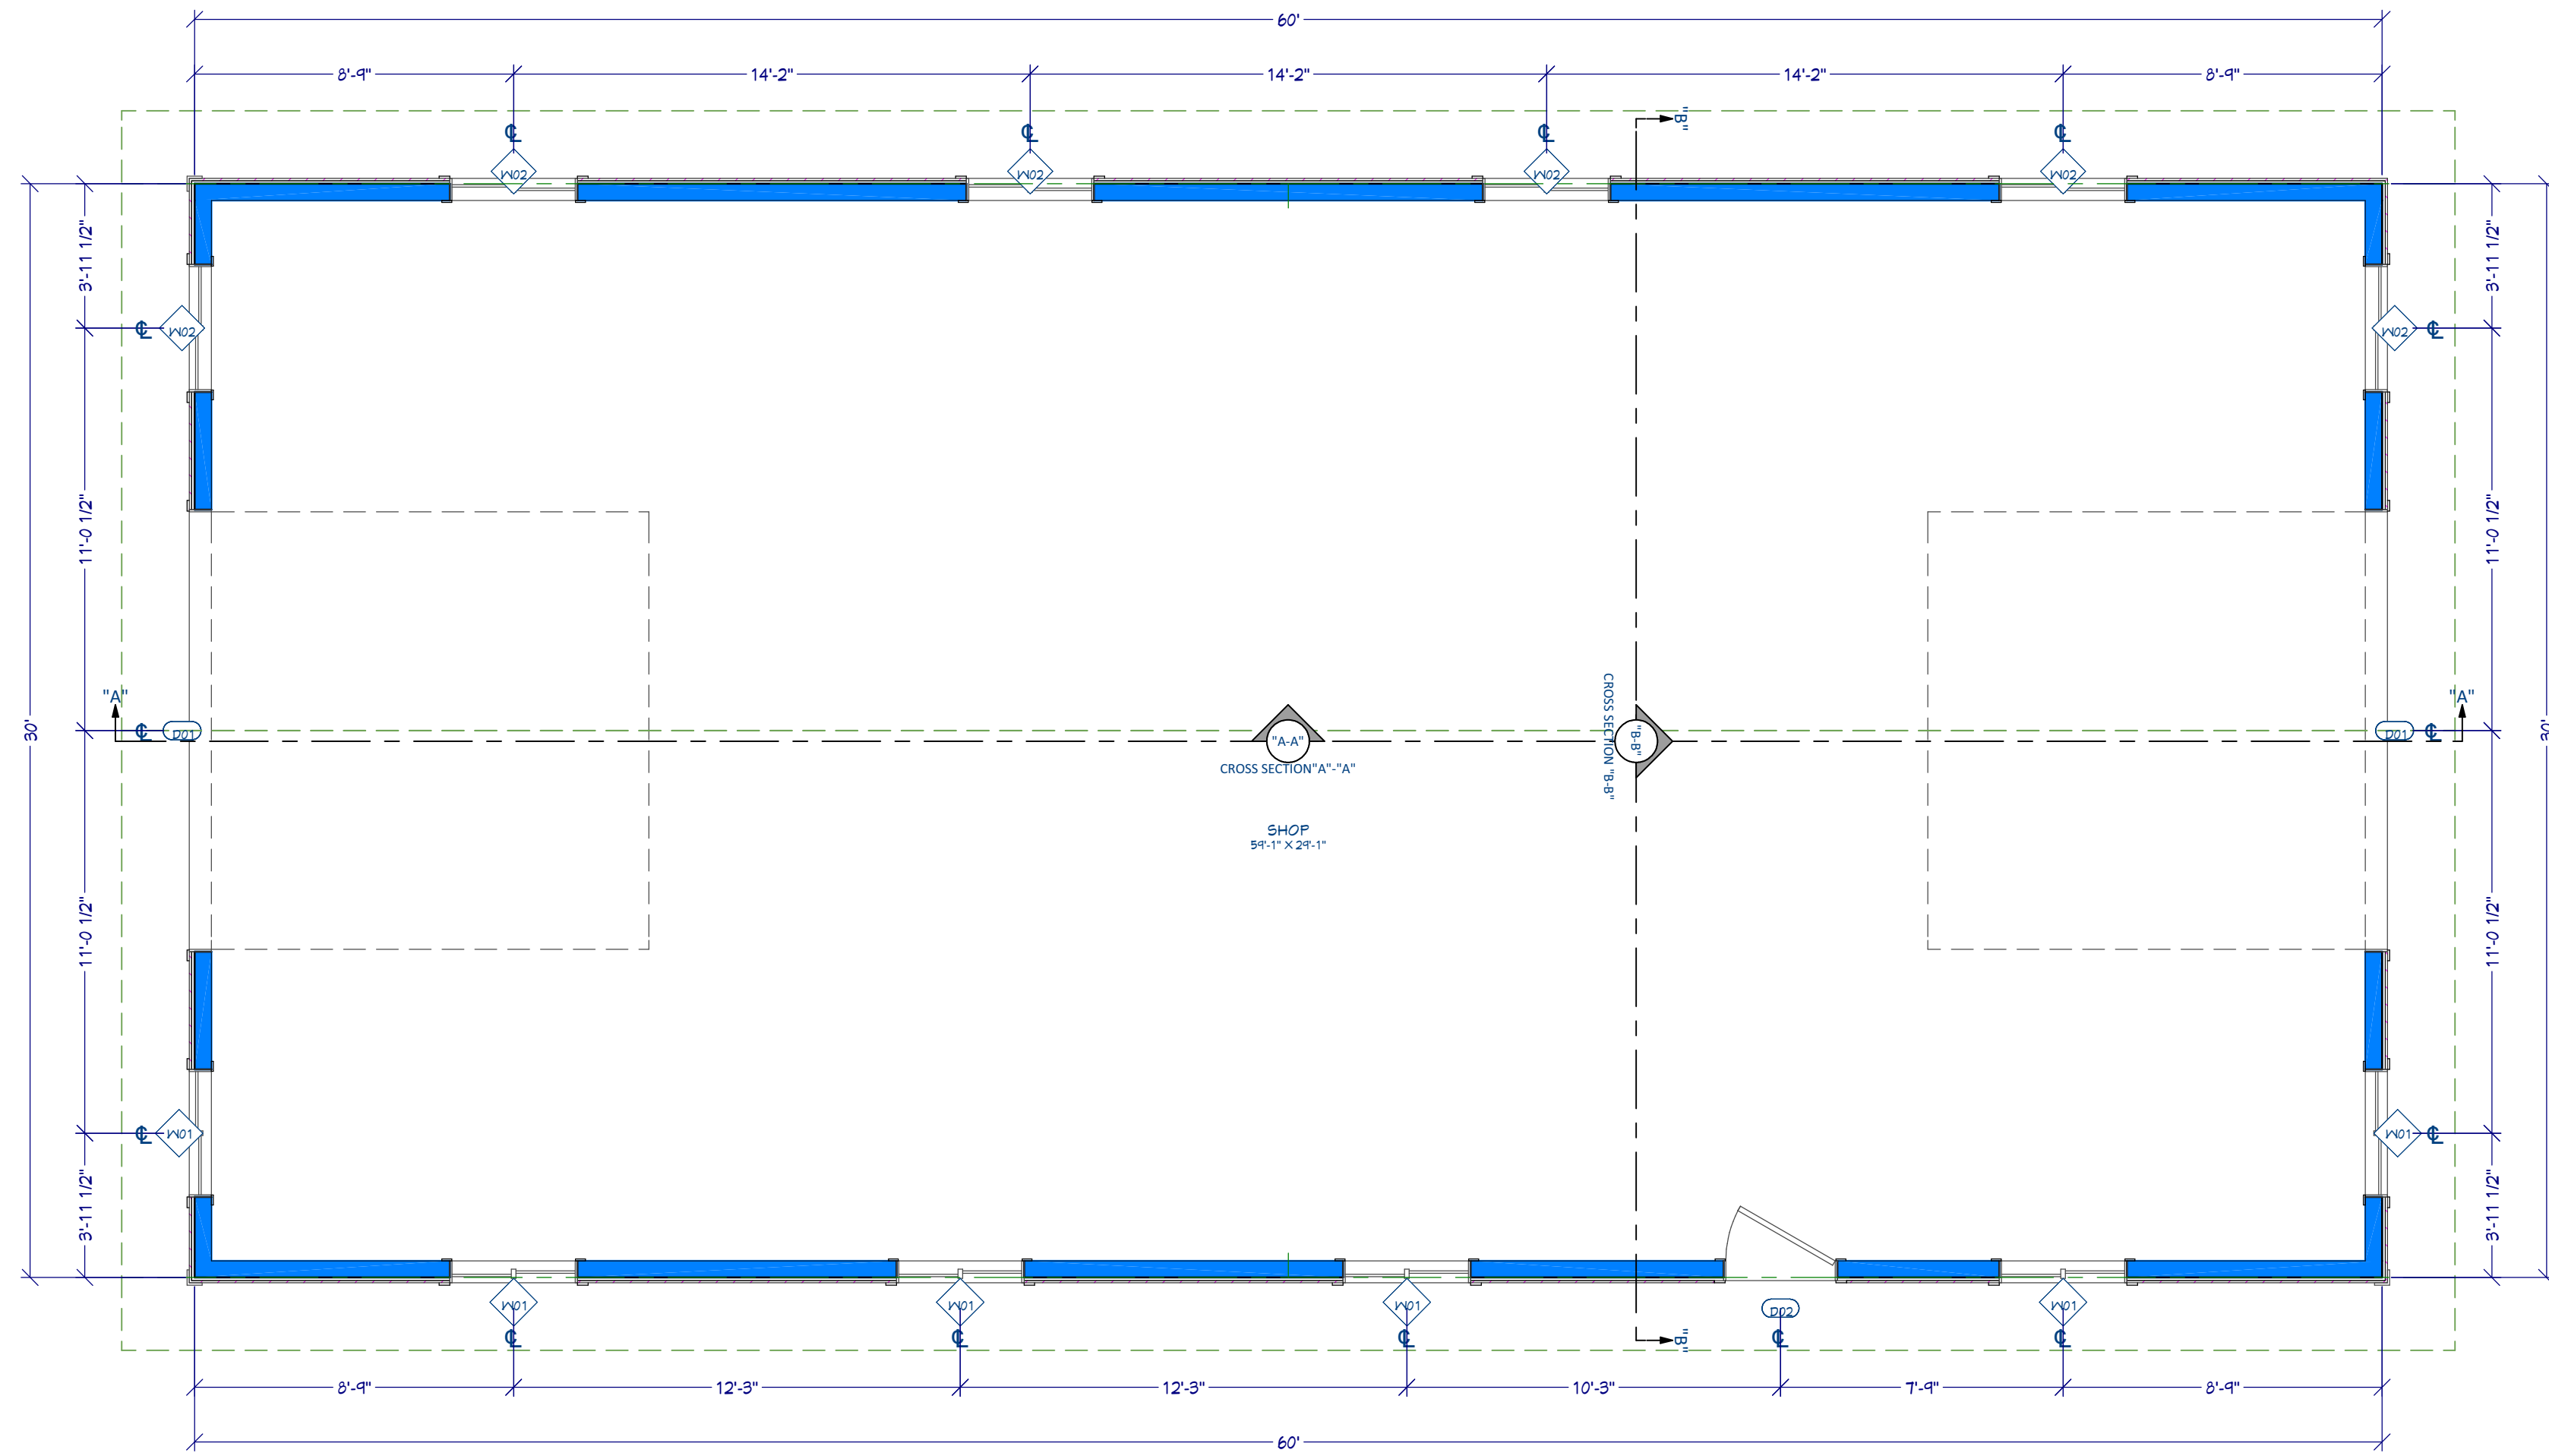 60'
8'-9" 14'-2" 14'-2" 14'-2" 8'-9"
"B"
℄ ℄ ℄ ℄
W02 W02 W02 W02
3'-11 1/2" 3'-11 1/2"
W02 ℄ W02 ℄
11'-0 1/2" 11'-0 1/2"
"A" "A"
30' ℄ D01 D01 ℄ 30'
"A-A" "B-B"
CROSS SECTION "B-B"
CROSS SECTION"A"-"A"
SHOP
59'-1" X 29'-1"
11'-0 1/2" 11'-0 1/2"
℄ W01 W01 ℄
3'-11 1/2" 3'-11 1/2"
W01 W01 W01 D02 W01
℄ ℄ ℄ ℄ ℄
"B"
8'-9" 12'-3" 12'-3" 10'-3" 7'-9" 8'-9"
60'